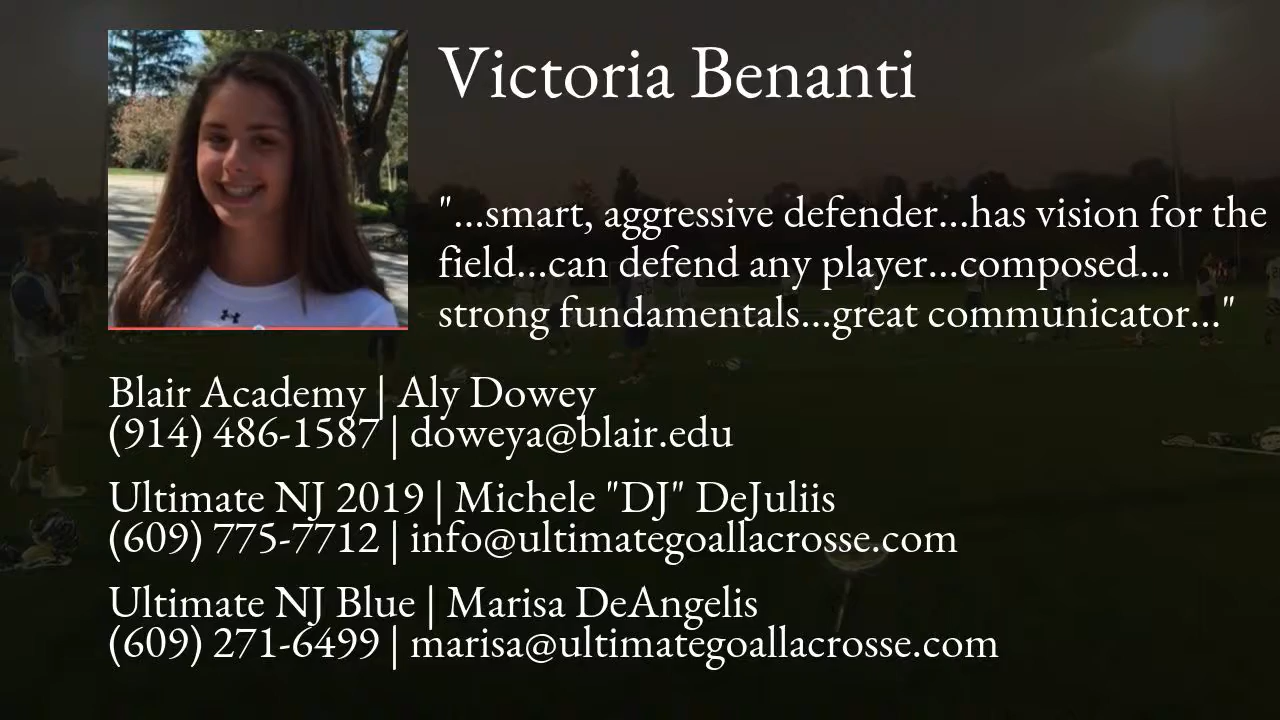 Victoria Benanti
"...smart, aggressive defender...has vision for the
field...can defend any player...composed...
strong fundamentals...great communicator..."
Blair Academy | Aly Dowey
(914) 486-1587 | doweya@blair.edu
Ultimate NJ 2019 | Michele "DJ" DeJuliis
(609) 775-7712 | info@ultimategoallacrosse.com
Ultimate NJ Blue | Marisa DeAngelis
(609) 271-6499 | marisa@ultimategoallacrosse.com